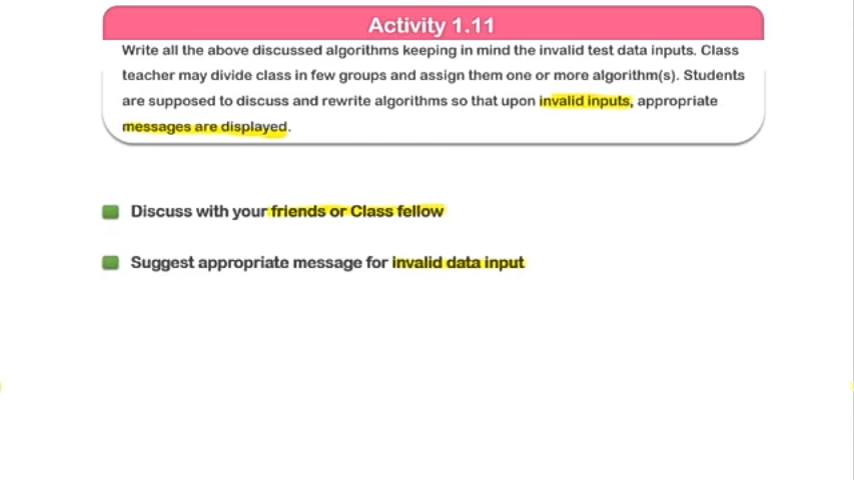 Activity 1.11
Write all the above discussed algorithms keeping in mind the invalid test data inputs. Class
teacher may divide class in few groups and assign them one or more algorithm(s). Students
are supposed to discuss and rewrite algorithms so that upon invalid inputs, appropriate
messages are displayed.
Discuss with your friends or Class fellow
Suggest appropriate message for invalid data input